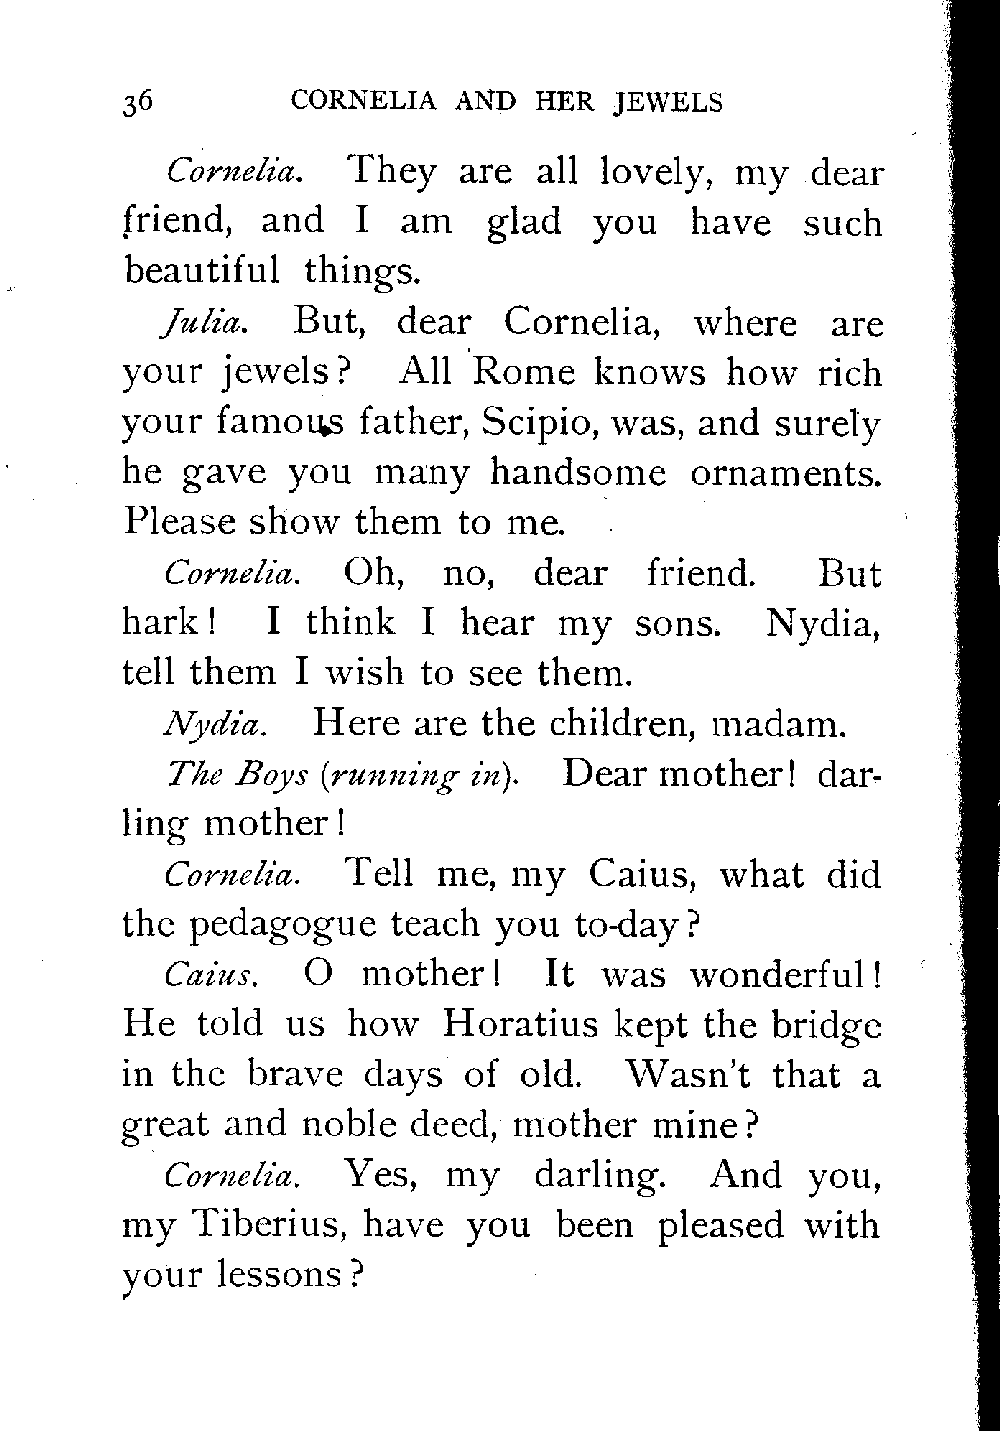 36 CORNELIA AND HER JEWELS
Cornelia. They are all lovely, my dear
friend, and I am glad you have such
beautiful things.
Julia. But, dear Cornelia, where are
your jewels? All Rome knows how rich
your famous father, Scipio, was, and surely
he gave you many handsome ornaments.
Please show them to me.
Cornelia. Oh, no, dear friend. But
hark! I think I hear my sons. Nydia,
tell them I wish to see them.
Nydia. Here are the children, madam.
The Boys (running in). Dear mother! dar-
ling mother!
Cornelia. Tell me, my Caius, what did
the pedagogue teach you to-day?
Caius. O mother! It was wonderful!
He told us how Horatius kept the bridge
in the brave days of old. Wasn't that a
great and noble deed, mother mine?
Cornelia. Yes, my darling. And you,
my Tiberius, have you been pleased with
your lessons?